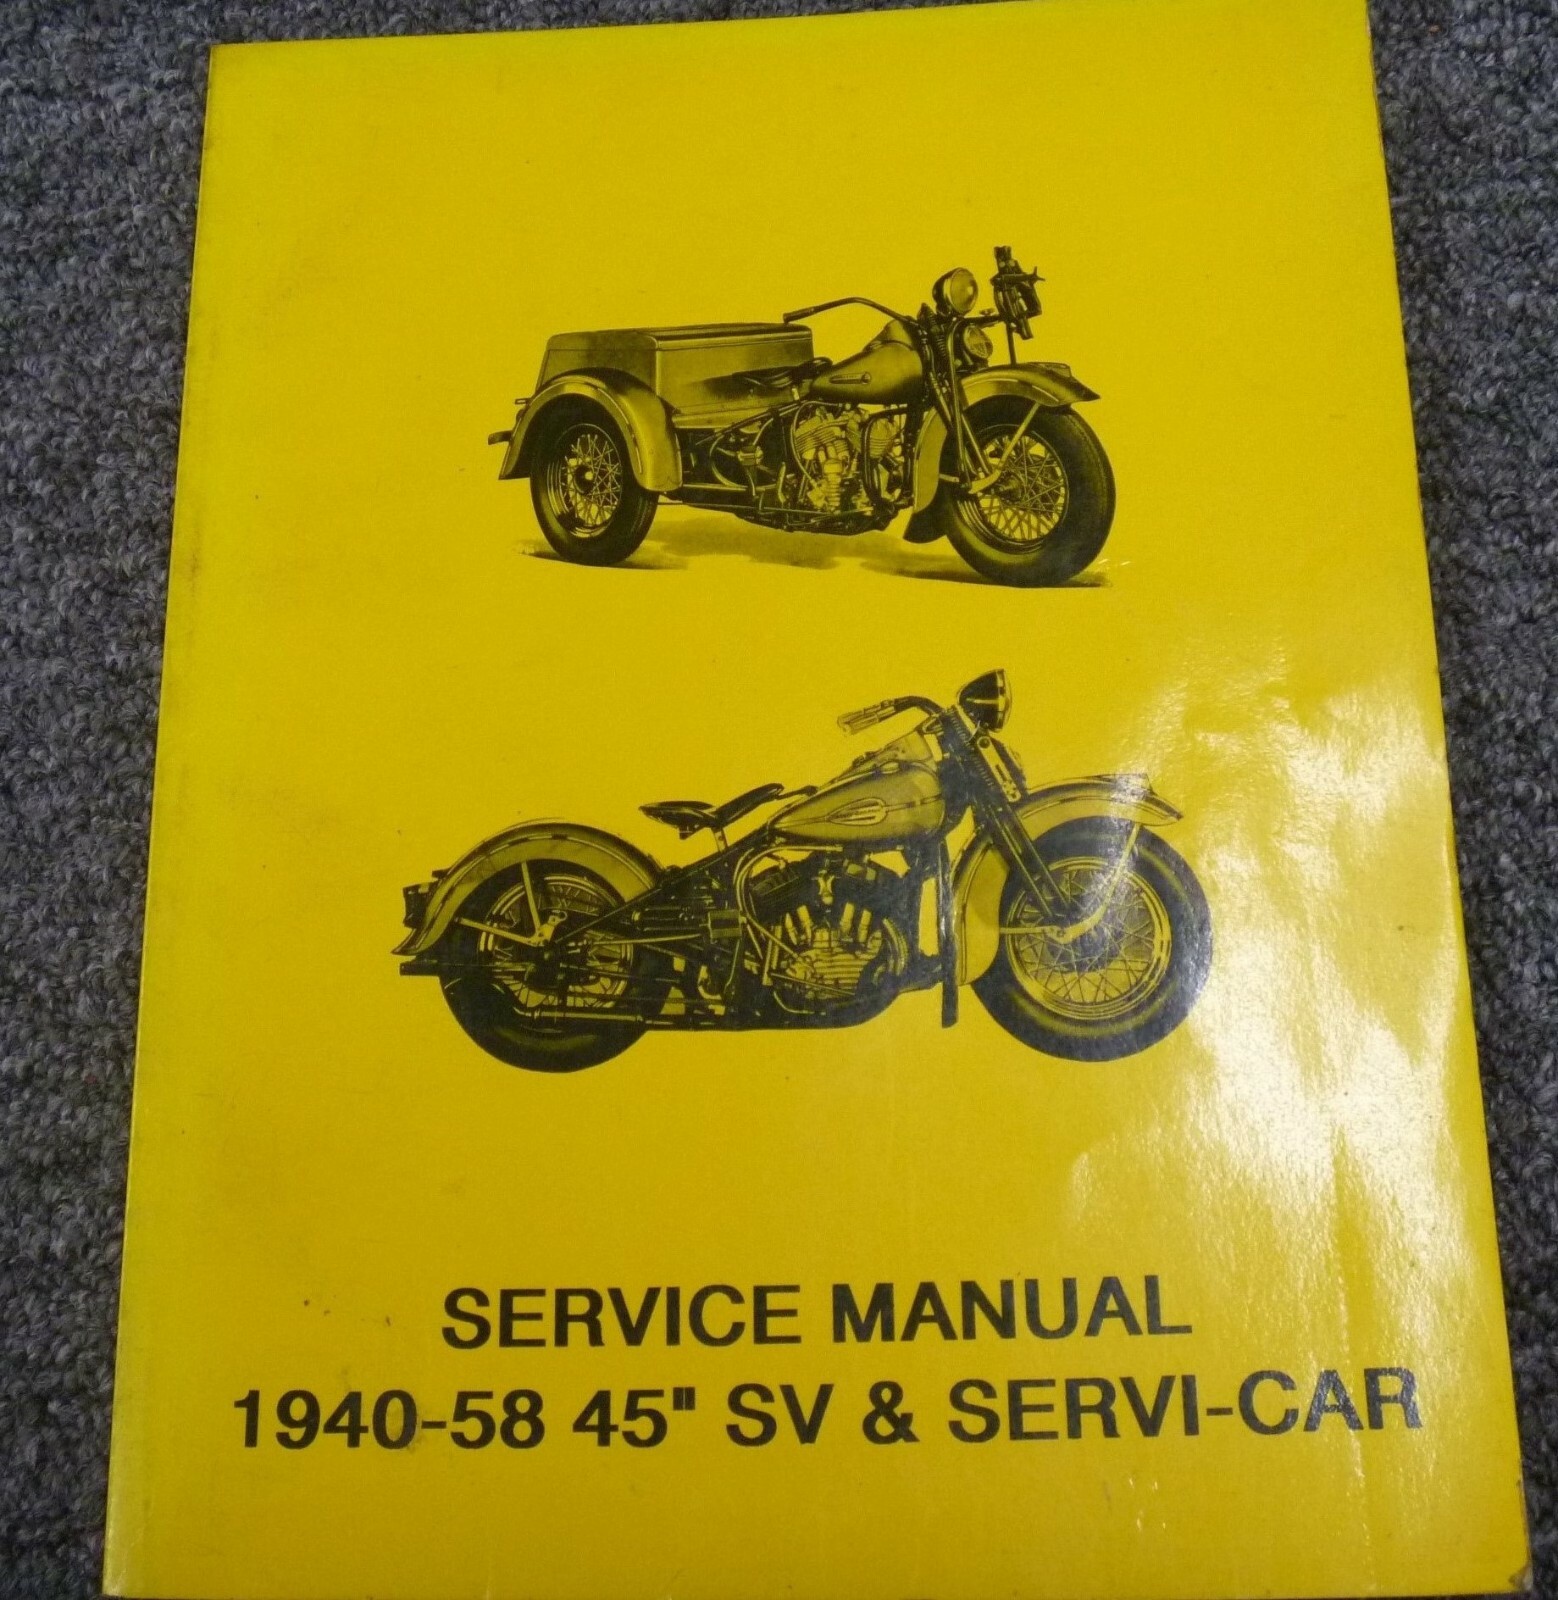 SERVICE MANUAL
1940-58 45" SV & SERVI-CAR